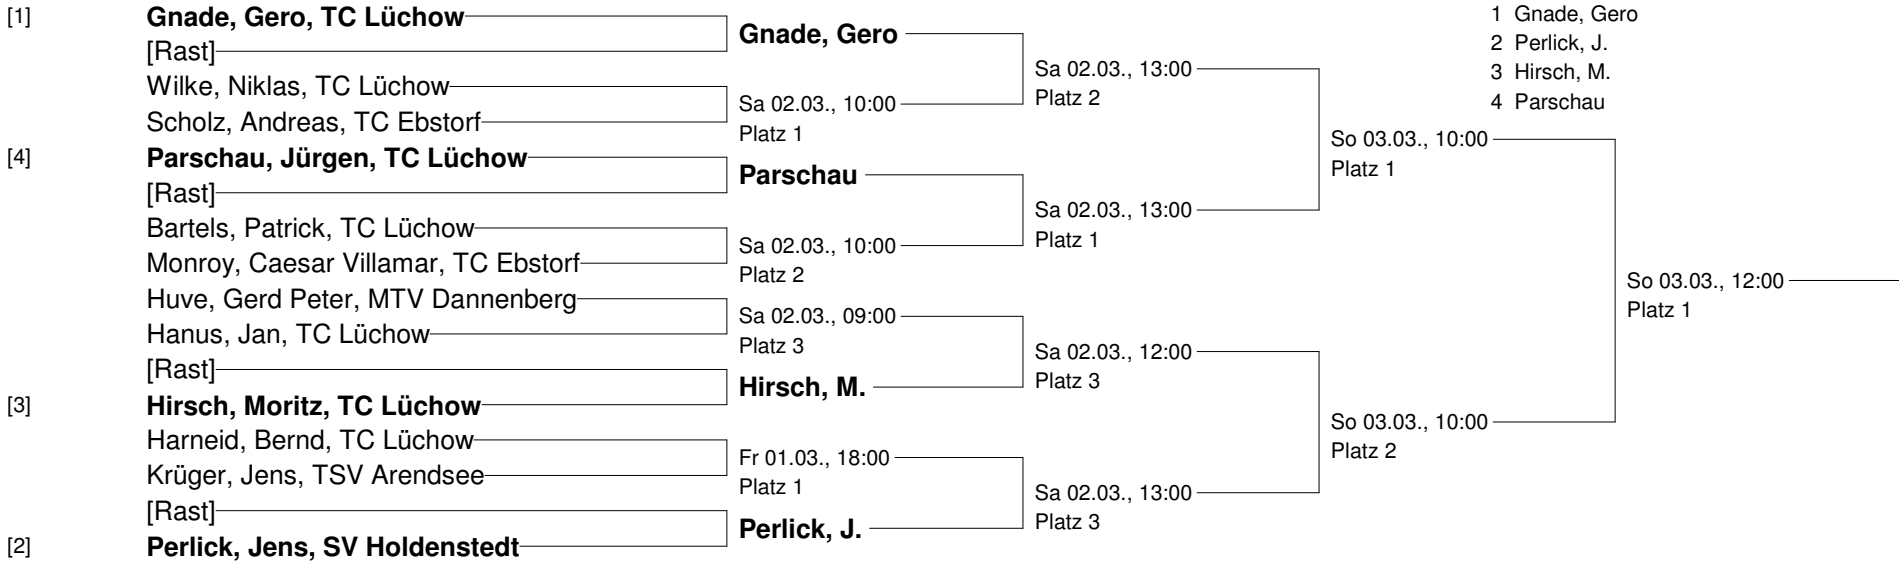 [1]
Gnade, Gero, TC Lüchow
[Rast]
Wilke, Niklas, TC Lüchow
Scholz, Andreas, TC Ebstorf
[4]
Parschau, Jürgen, TC Lüchow
[Rast]
Bartels, Patrick, TC Lüchow
Monroy, Caesar Villamar, TC Ebstorf
Huve, Gerd Peter, MTV Dannenberg
Hanus, Jan, TC Lüchow
[Rast]
[3]
Hirsch, Moritz, TC Lüchow
Harneid, Bernd, TC Lüchow
Krüger, Jens, TSV Arendsee
[Rast]
[2]
Perlick, Jens, SV Holdenstedt
Gnade, Gero
Sa 02.03., 10:00
Platz 1
Parschau
Sa 02.03., 10:00
Platz 2
Sa 02.03., 09:00
Platz 3
Hirsch, M.
Fr 01.03., 18:00
Platz 1
Perlick, J.
Sa 02.03., 13:00
Platz 2
Sa 02.03., 13:00
Platz 1
Sa 02.03., 12:00
Platz 3
Sa 02.03., 13:00
Platz 3
So 03.03., 10:00
Platz 1
So 03.03., 10:00
Platz 2
So 03.03., 12:00
Platz 1
1 Gnade, Gero
2 Perlick, J.
3 Hirsch, M.
4 Parschau